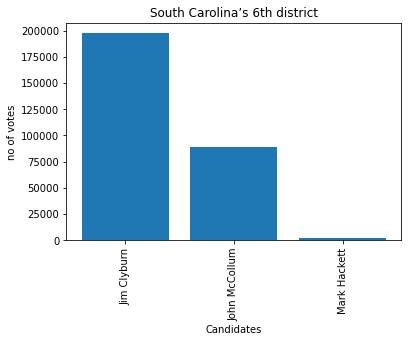 South Carolina’s 6th district
200000
175000
150000
125000
100000
75000
50000
25000
0
no of votes
Jim Clyburn
John McCollum
Mark Hackett
Candidates